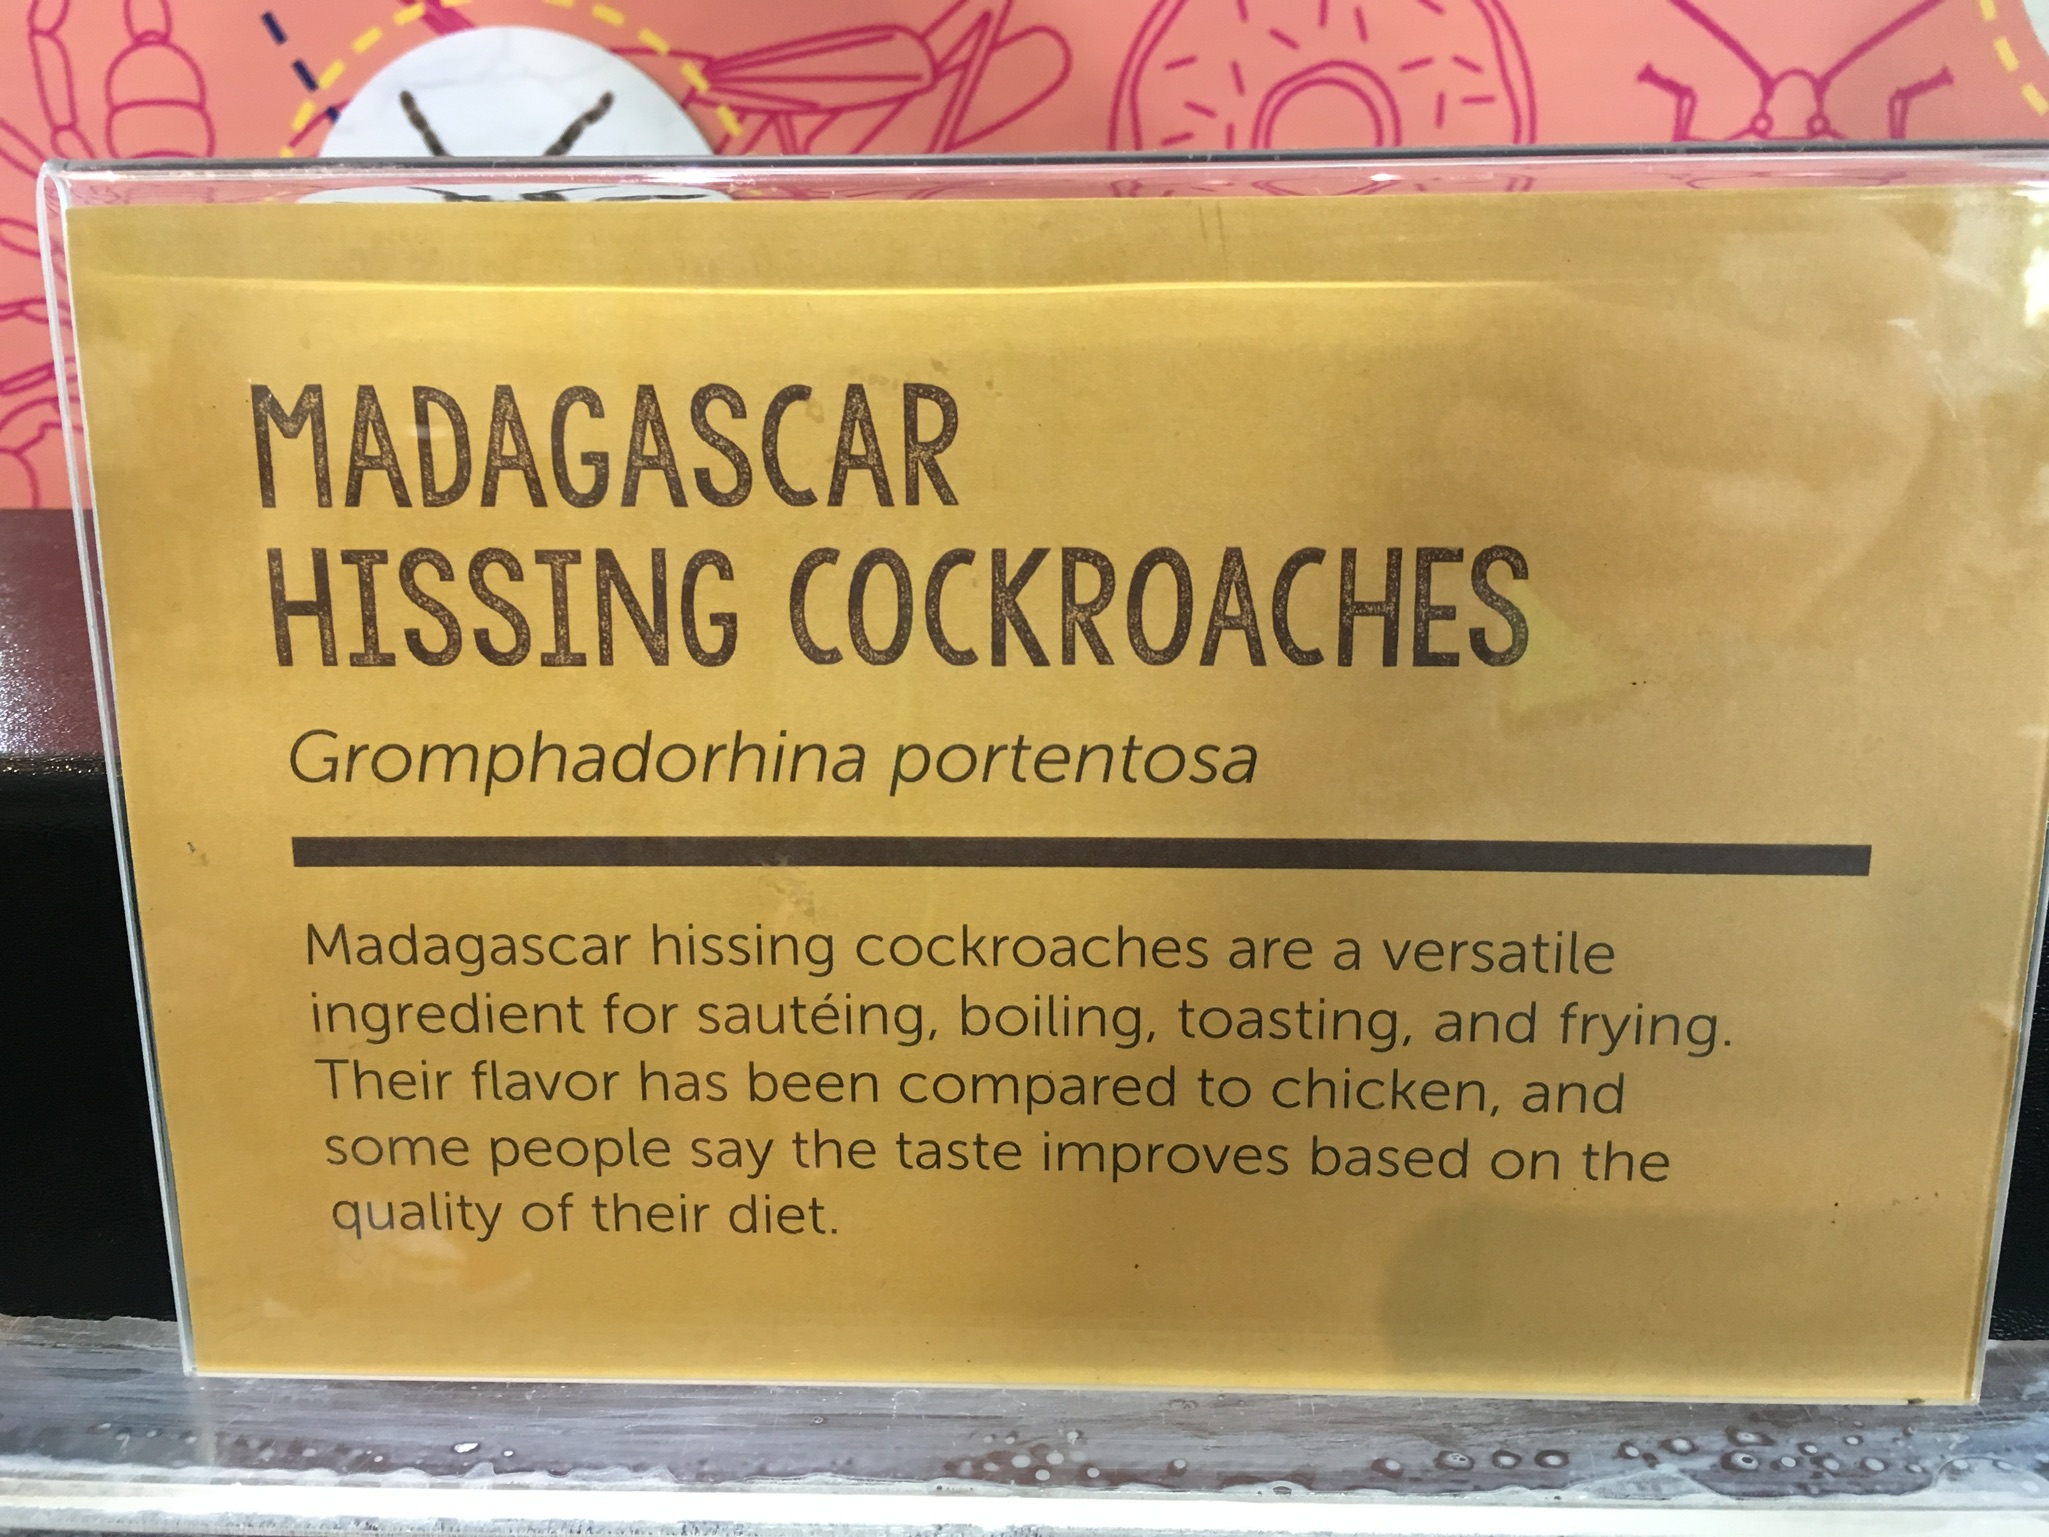 MADAGASCAR
HISSING COCKROACHES
Gromphadorhina portentosa
Madagascar hissing cockroaches are a versatile
ingredient for sautéing, boiling, toasting, and frying.
Their flavor has been compared to chicken, and
some people say the taste improves based on the
quality of their diet.